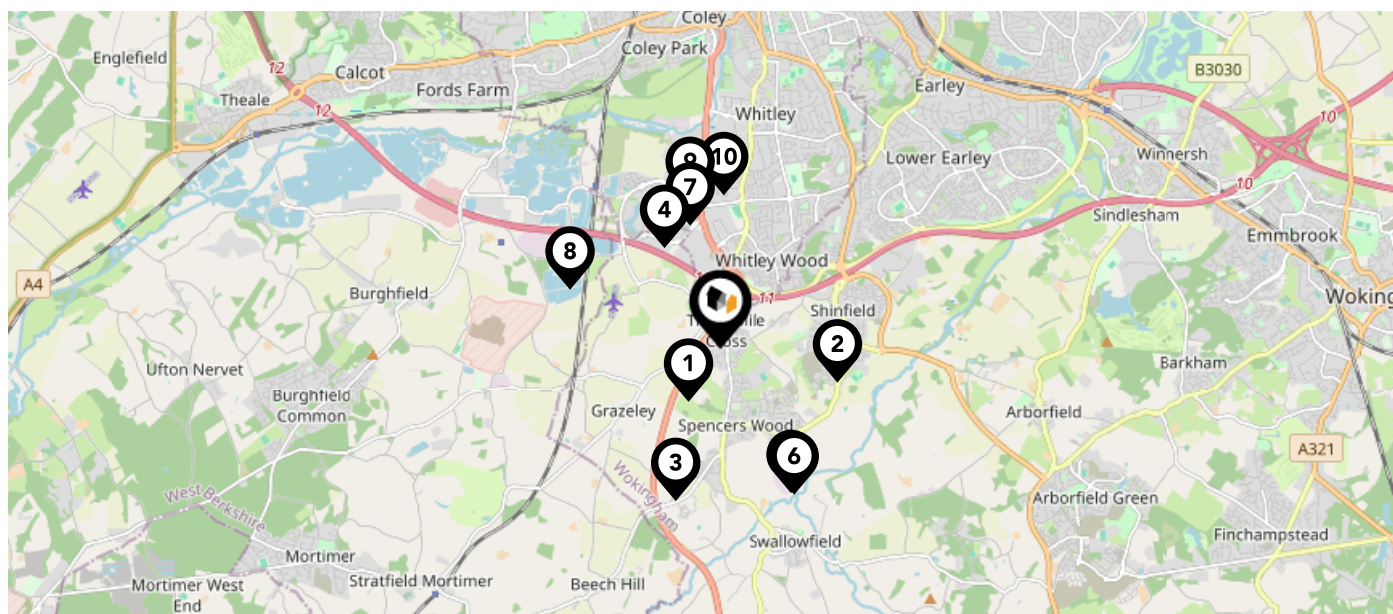 Coley
Coley Park
Englefield
12
Calcot
B3030
Fords Farm
Earley
Theale
12
Whitley
10
10
9
Lower Earley
Winnersh
7
10
4
Sindlesham
8
Emmbrook
Whitley Wood
A4
Burghfield
11
Shinfield
Cross
2
1
Barkham
Ufton Nervet
Burghfield
Common
Grazeley
Arborfield
Spencers Wood
A321
3
6
Wokingham
West Berkshire
Arborfield Green
Finchampstead
Swallowfield
Mortimer
Mortimer West
End
Stratfield Mortimer
Beech Hill